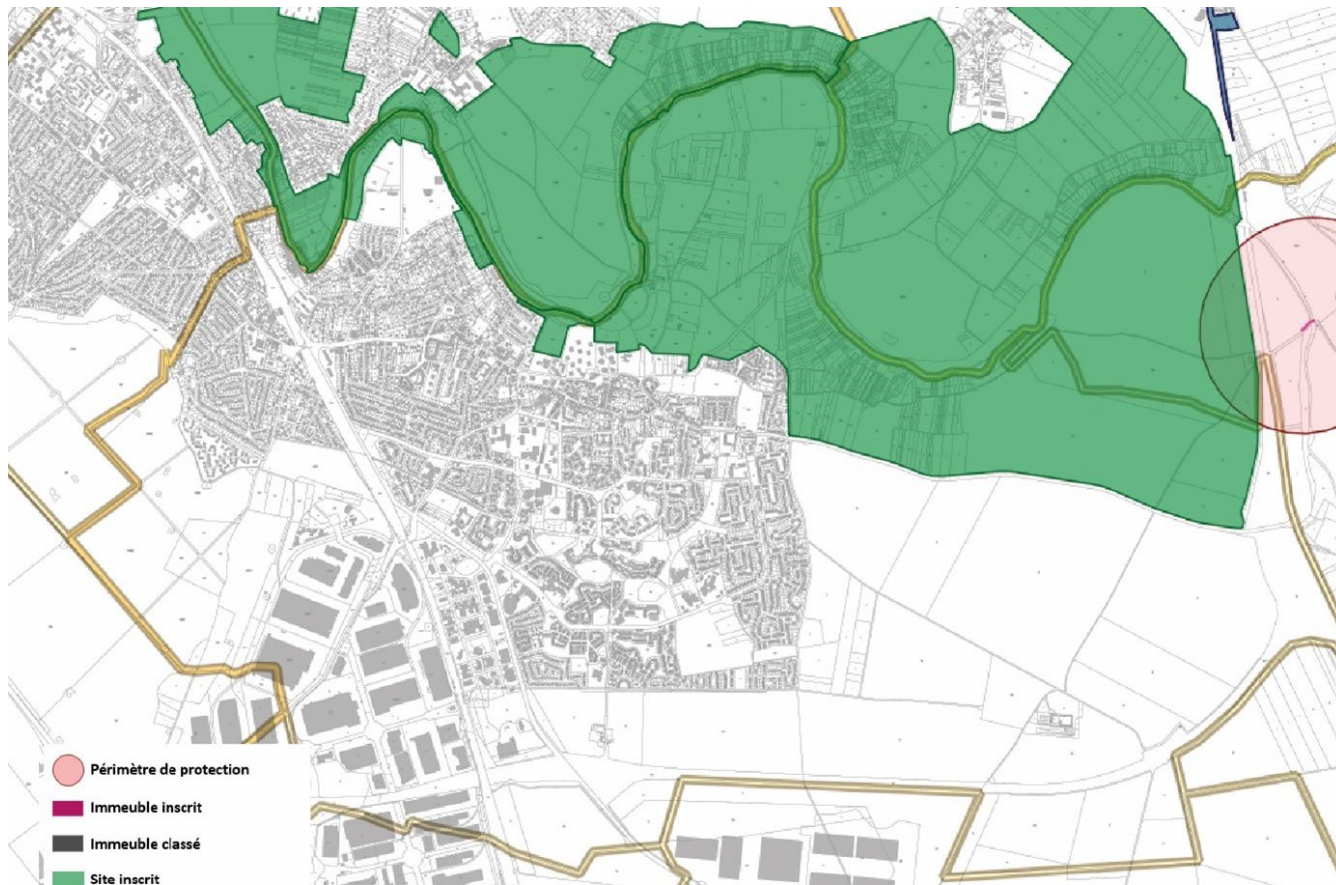 Périmètre de protection
Immeuble inscrit
Immeuble classé
Site inscrit